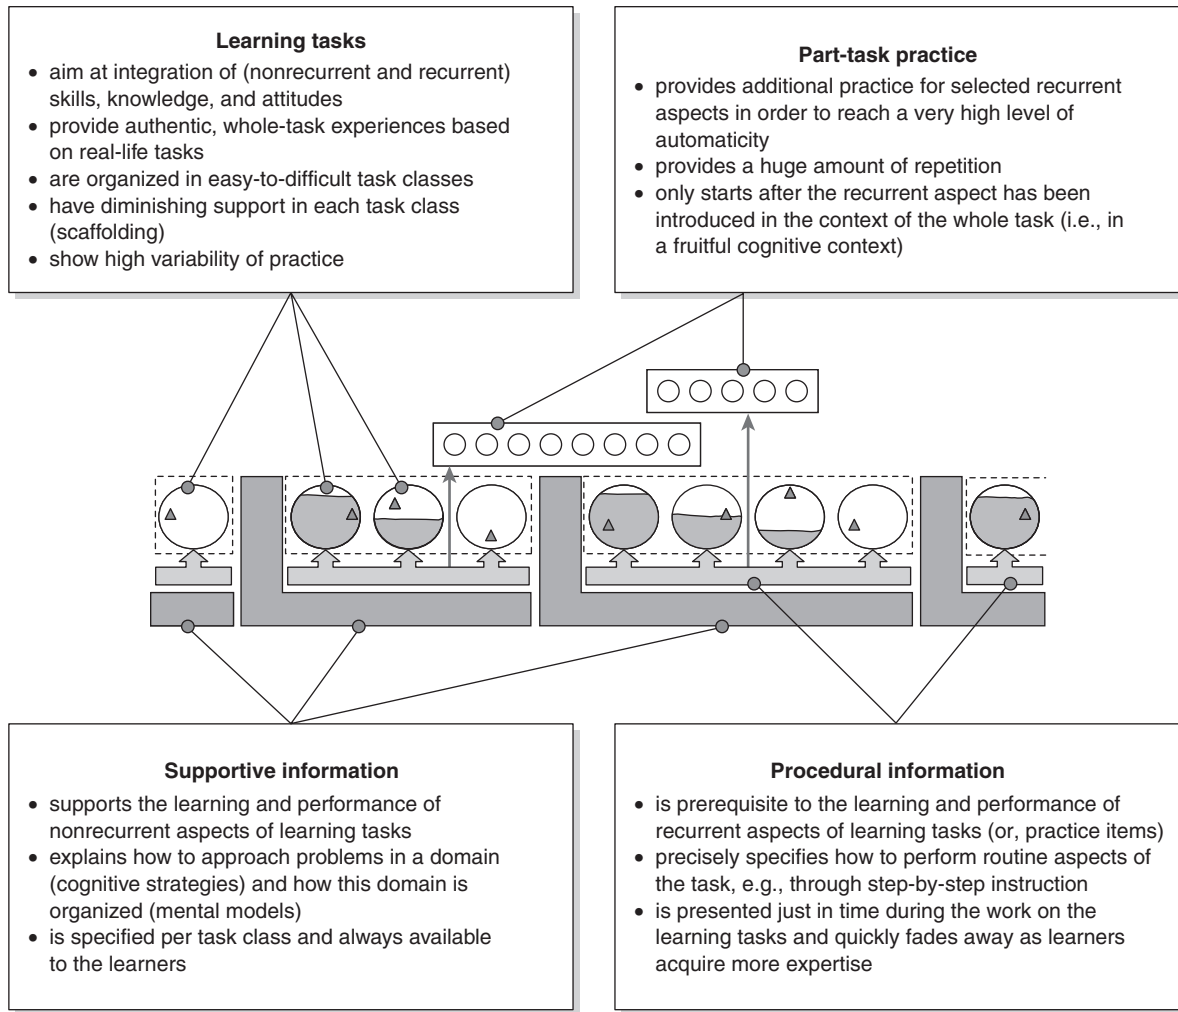 Learning tasks
• aim at integration of (nonrecurrent and recurrent)
skills, knowledge, and attitudes
• provide authentic, whole-task experiences based
on real-life tasks
• are organized in easy-to-difficult task classes
• have diminishing support in each task class
(scaffolding)
• show high variability of practice
Part-task practice
• provides additional practice for selected recurrent
aspects in order to reach a very high level of
automaticity
• provides a huge amount of repetition
• only starts after the recurrent aspect has been
introduced in the context of the whole task (i.e., in
a fruitful cognitive context)
Supportive information
• supports the learning and performance of
nonrecurrent aspects of learning tasks
• explains how to approach problems in a domain
(cognitive strategies) and how this domain is
organized (mental models)
• is specified per task class and always available
to the learners
Procedural information
• is prerequisite to the learning and performance of
recurrent aspects of learning tasks (or, practice items)
• precisely specifies how to perform routine aspects of
the task, e.g., through step-by-step instruction
• is presented just in time during the work on the
learning tasks and quickly fades away as learners
acquire more expertise